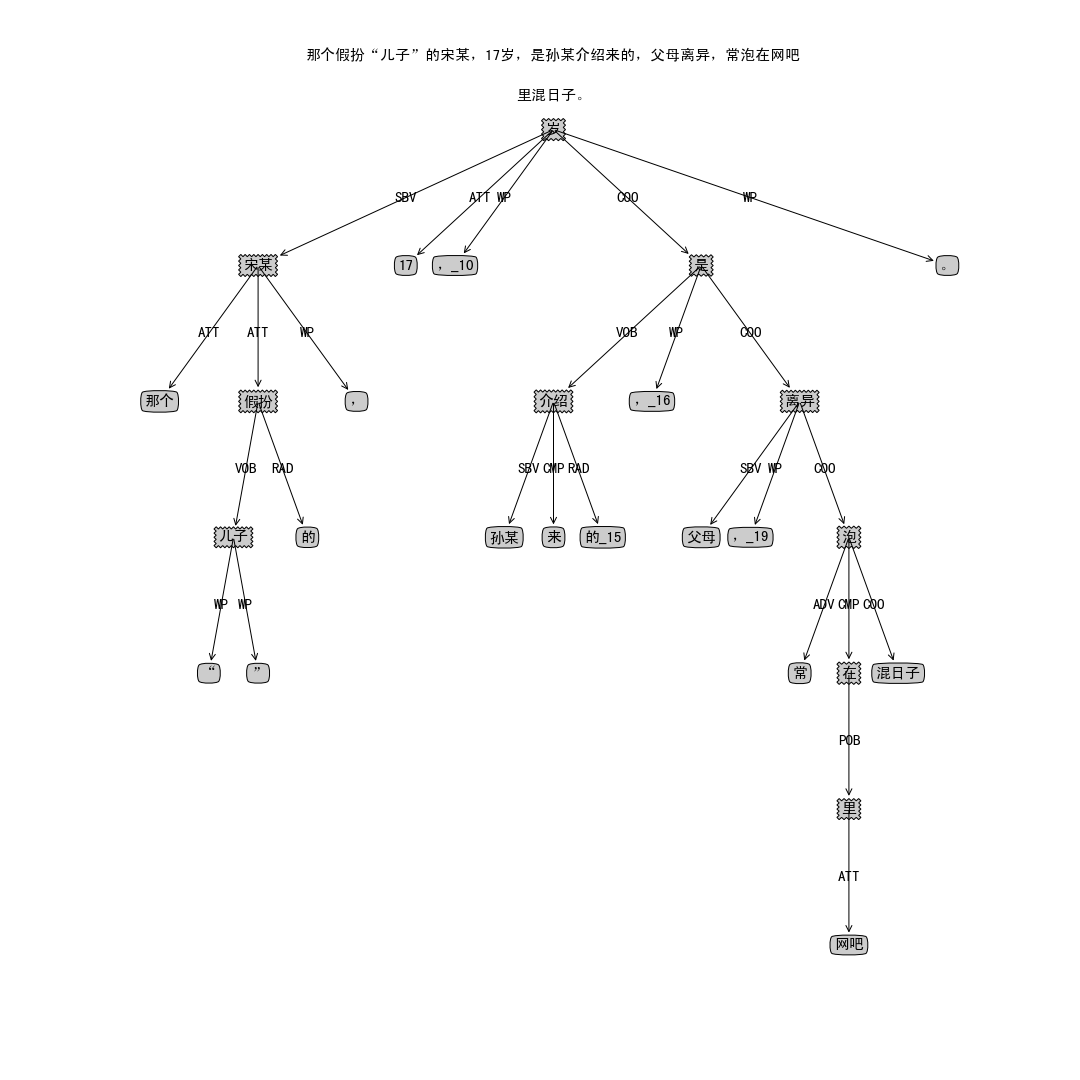 那个假扮“儿子”的宋某，17岁，是孙某介绍来的，父母离异，常泡在网吧
里混日子。
岁
SBV ATT WP COO WP
宋某 17 ，_10 是 。
ATT ATT WP VOB WP COO
那个 假扮 ， 介绍 ，_16 离异
VOB RAD SBV CMP RAD SBV WP COO
儿子 的 孙某 来 的_15 父母 ，_19 泡
WP WP ADV CMP COO
“ ” 常 在 混日子
POB
里
ATT
网吧